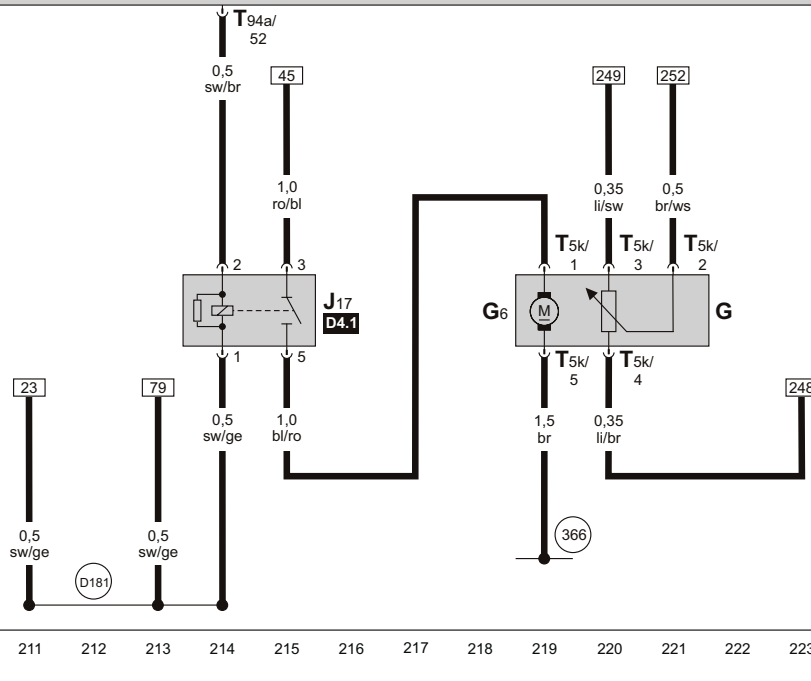 T94a/
52
0,5
sw/br
45
249
252
1,0
ro/bl
0,35
li/sw
0,5
br/ws
T5k/
1
T5k/
3
T5k/
2
2
3
J17
D4.1
G6
M
G
1
5
T5k/
5
T5k/
4
23
79
248
0,5
sw/ge
1,0
bl/ro
1,5
br
0,35
li/br
0,5
sw/ge
0,5
sw/ge
366
D181
211 212 213 214 215 216 217 218 219 220 221 222 223